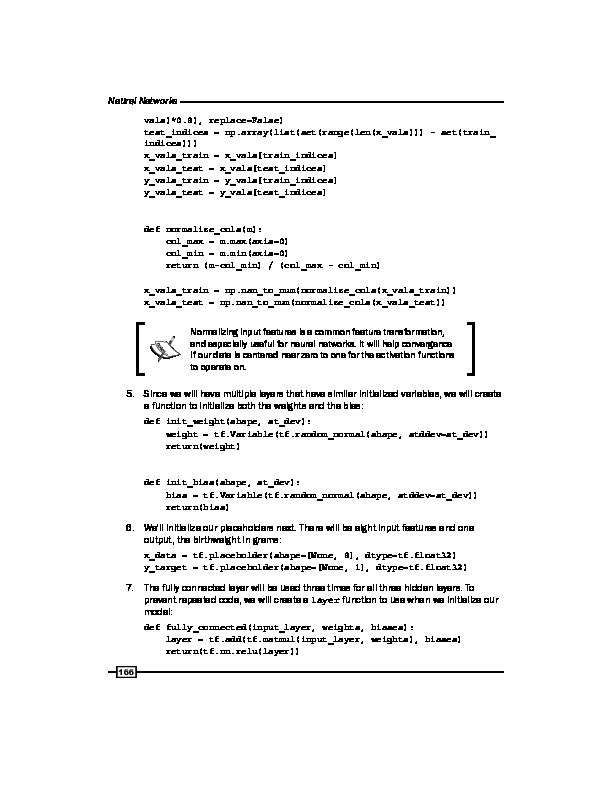 Neural Networks
vals)*0.8), replace=False)
test_indices = np.array(list(set(range(len(x_vals))) - set(train_
indices)))
x_vals_train = x_vals[train_indices]
x_vals_test = x_vals[test_indices]
y_vals_train = y_vals[train_indices]
y_vals_test = y_vals[test_indices]
def normalize_cols(m):
    col_max = m.max(axis=0)
    col_min = m.min(axis=0)
    return (m-col_min) / (col_max - col_min)
x_vals_train = np.nan_to_num(normalize_cols(x_vals_train))
x_vals_test = np.nan_to_num(normalize_cols(x_vals_test))
Normalizing input features is a common feature transformation,
and especially useful for neural networks. It will help convergence
if our data is centered near zero to one for the activation functions
to operate on.
5. Since we will have multiple layers that have similar initialized variables, we will create
a function to initialize both the weights and the bias:
def init_weight(shape, st_dev):
    weight = tf.Variable(tf.random_normal(shape, stddev=st_dev))
    return(weight)
def init_bias(shape, st_dev):
    bias = tf.Variable(tf.random_normal(shape, stddev=st_dev))
    return(bias)
6. We'll initialize our placeholders next. There will be eight input features and one
output, the birthweight in grams:
x_data = tf.placeholder(shape=[None, 8], dtype=tf.float32)
y_target = tf.placeholder(shape=[None, 1], dtype=tf.float32)
7. The fully connected layer will be used three times for all three hidden layers. To
prevent repeated code, we will create a layer function to use when we initialize our
model:
def fully_connected(input_layer, weights, biases):
    layer = tf.add(tf.matmul(input_layer, weights), biases)
    return(tf.nn.relu(layer))
166